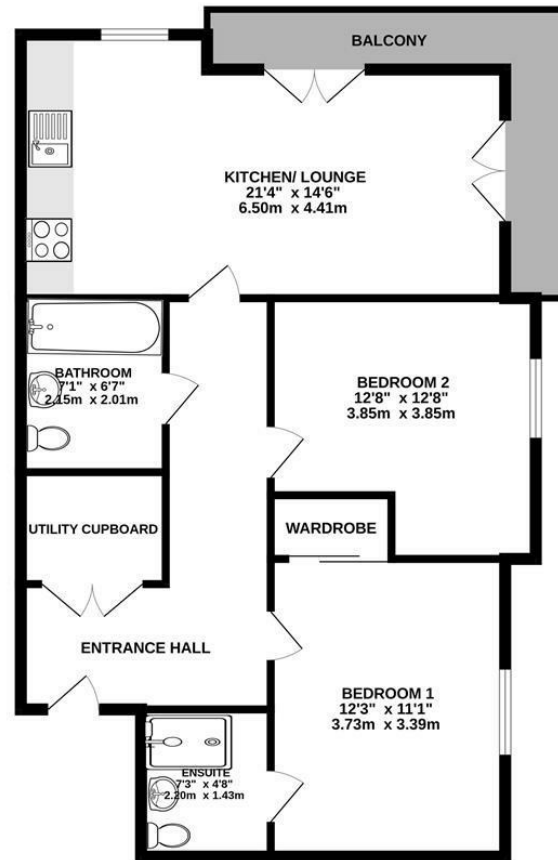 BALCONY
KITCHEN/ LOUNGE
21'4" x 14'6"
6.50m x 4.41m
BATHROOM
7'1" x 6'7"
2.15m x 2.01m
BEDROOM 2
12'8" x 12'8"
3.85m x 3.85m
UTILITY CUPBOARD
WARDROBE
ENTRANCE HALL
BEDROOM 1
12'3" x 11'1"
3.73m x 3.39m
ENSUITE
7'3" x 4'8"
2.20m x 1.43m